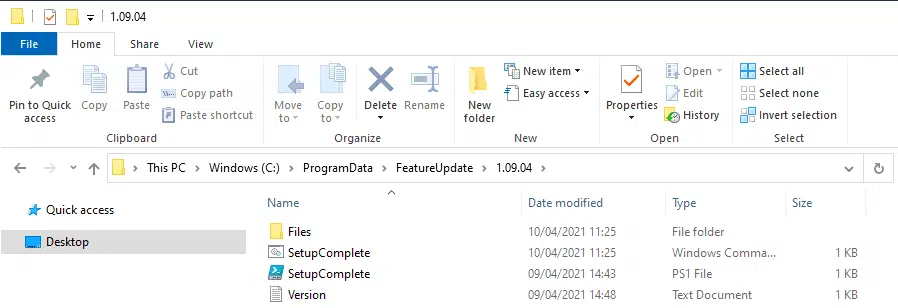 1.09.04
File Home Share View
Pin to Quick access
Copy
Paste
Cut
Copy path
Paste shortcut
Clipboard
Move to
Copy to
Delete
Rename
Organize
New folder
New item
Easy access
New
Properties
Open
Edit
History
Open
Select all
Select none
Invert selection
Select
This PC > Windows (C:) > ProgramData > FeatureUpdate > 1.09.04 >
Quick access
Desktop
Name Date modified Type Size
Files 10/04/2021 11:25 File folder
SetupComplete 10/04/2021 11:25 Windows Comma... 1 KB
SetupComplete 09/04/2021 14:43 PS1 File 1 KB
Version 09/04/2021 14:48 Text Document 1 KB